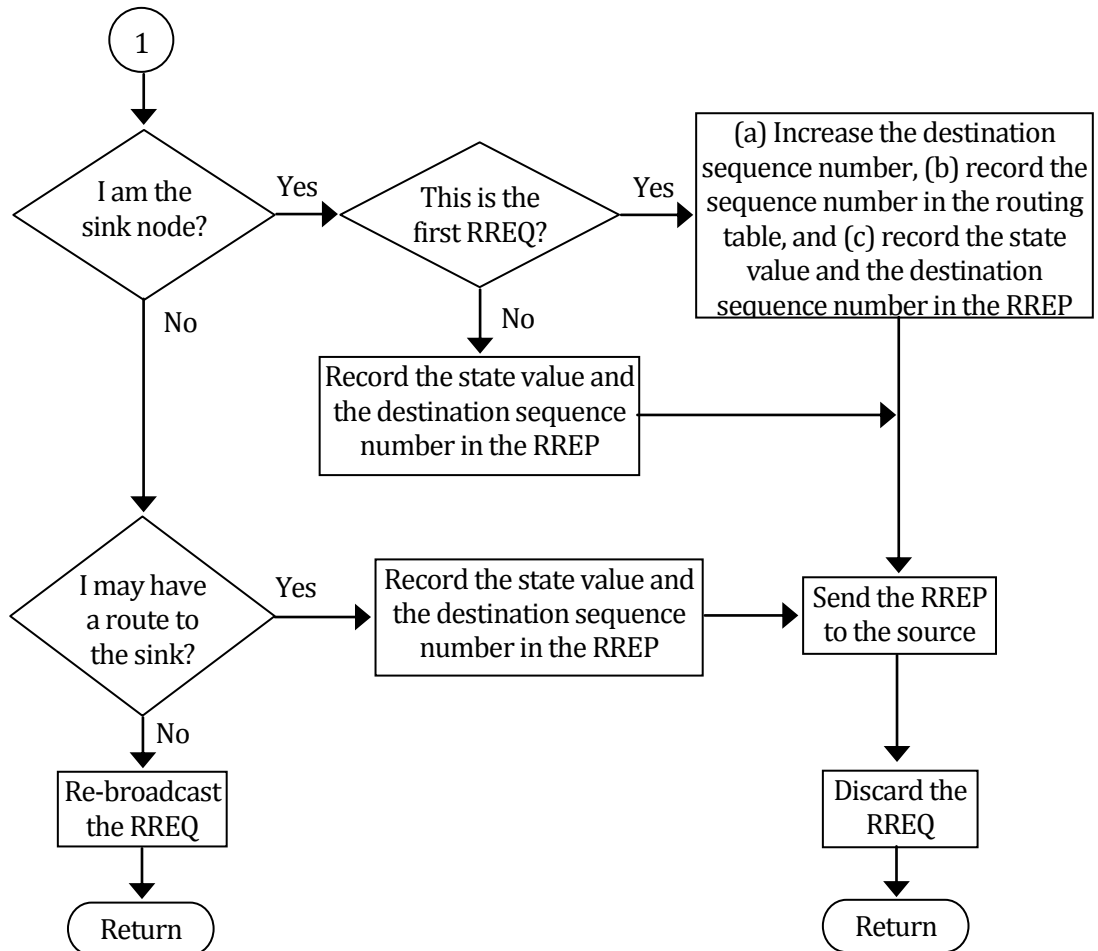 1
I am the
sink node?
Yes
This is the
first RREQ?
Yes
(a) Increase the destination
sequence number, (b) record the
sequence number in the routing
table, and (c) record the state
value and the destination
sequence number in the RREP
No
No
Record the state value and
the destination sequence
number in the RREP
I may have
a route to
the sink?
Yes
Record the state value and
the destination sequence
number in the RREP
Send the RREP
to the source
No
Re-broadcast
the RREQ
Discard the
RREQ
Return
Return